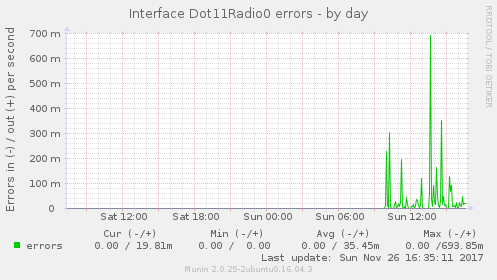 Interface Dot11Radio0 errors - by day
RRDTOOL / TOBI OETIKER
Errors in (-) / out (+) per second
700 m
600 m
500 m
400 m
300 m
200 m
100 m
0
Sat 12:00 Sat 18:00 Sun 00:00 Sun 06:00 Sun 12:00
Cur (-/+) Min (-/+) Avg (-/+) Max (-/+)
errors 0.00 / 19.81m 0.00 / 0.00 0.00 / 35.45m 0.00 /693.85m
Last update: Sun Nov 26 16:35:11 2017
Munin 2.0.25-2ubuntu0.16.04.3